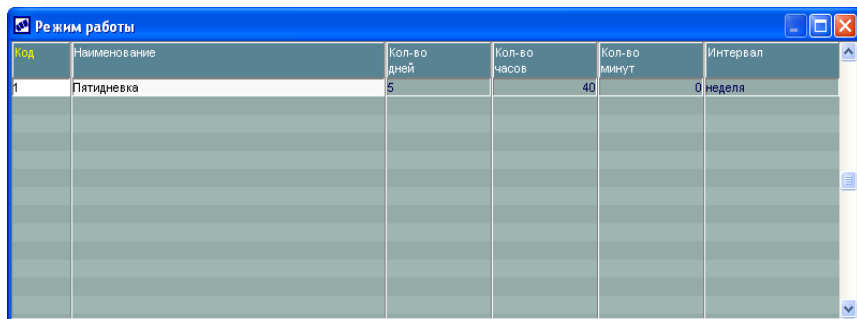 Режим работы
Код Наименование Кол-во дней Кол-во часов Кол-во минут Интервал
1 Пятидневка 5 40 0 неделя